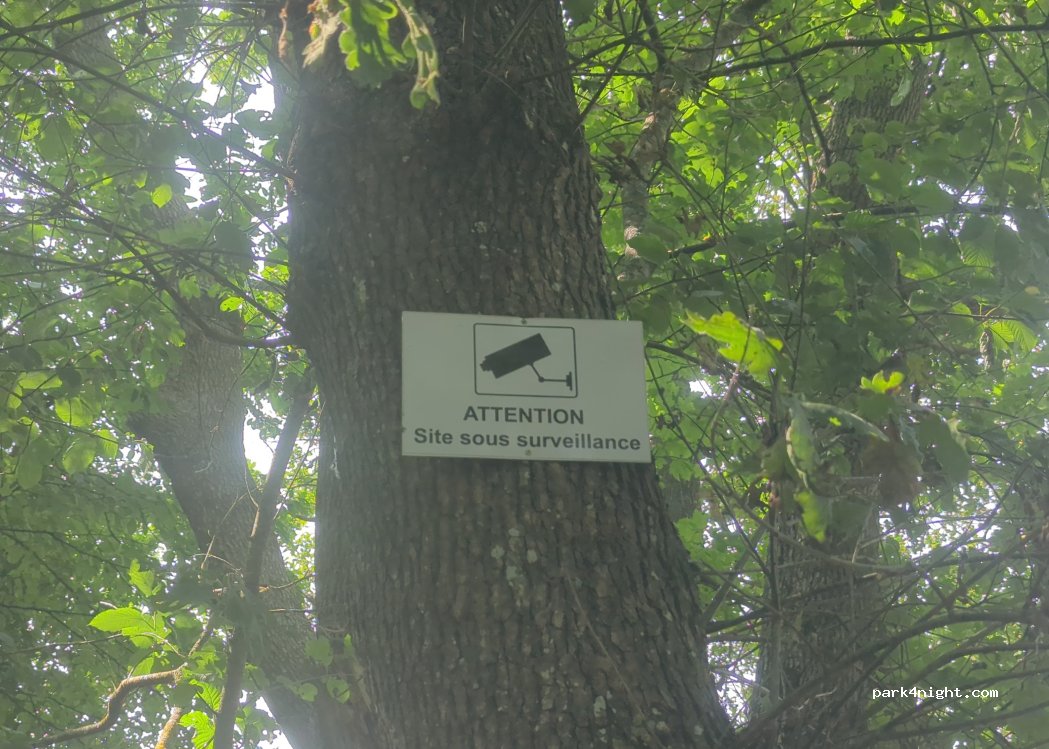 ATTENTION
Site sous surveillance
park4night.com